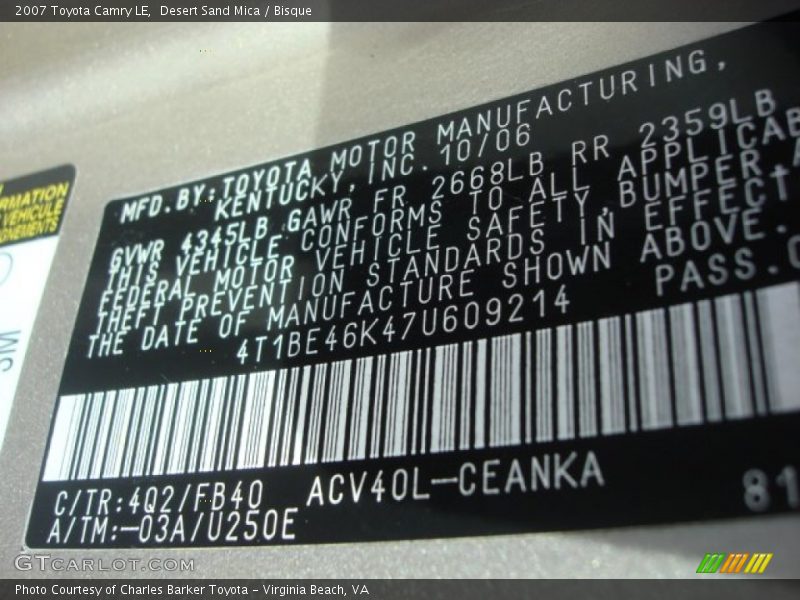 2007 Toyota Camry LE, Desert Sand Mica / Bisque
MFD. BY: TOYOTA MOTOR MANUFACTURING,
KENTUCKY, INC. 10/06
GVWR 4345LB GAWR FR 2668LB RR 2359LB
THIS VEHICLE CONFORMS TO ALL APPLICAB
FEDERAL MOTOR VEHICLE SAFETY, BUMPER, A
THEFT PREVENTION STANDARDS IN EFFECT
THE DATE OF MANUFACTURE SHOWN ABOVE.
4T1BE46K47U609214 PASS.C
C/TR:4Q2/FB40 ACV40L-CEANKA
A/TM:-03A/U250E 81
GTCARLOT.COM
Photo Courtesy of Charles Barker Toyota - Virginia Beach, VA